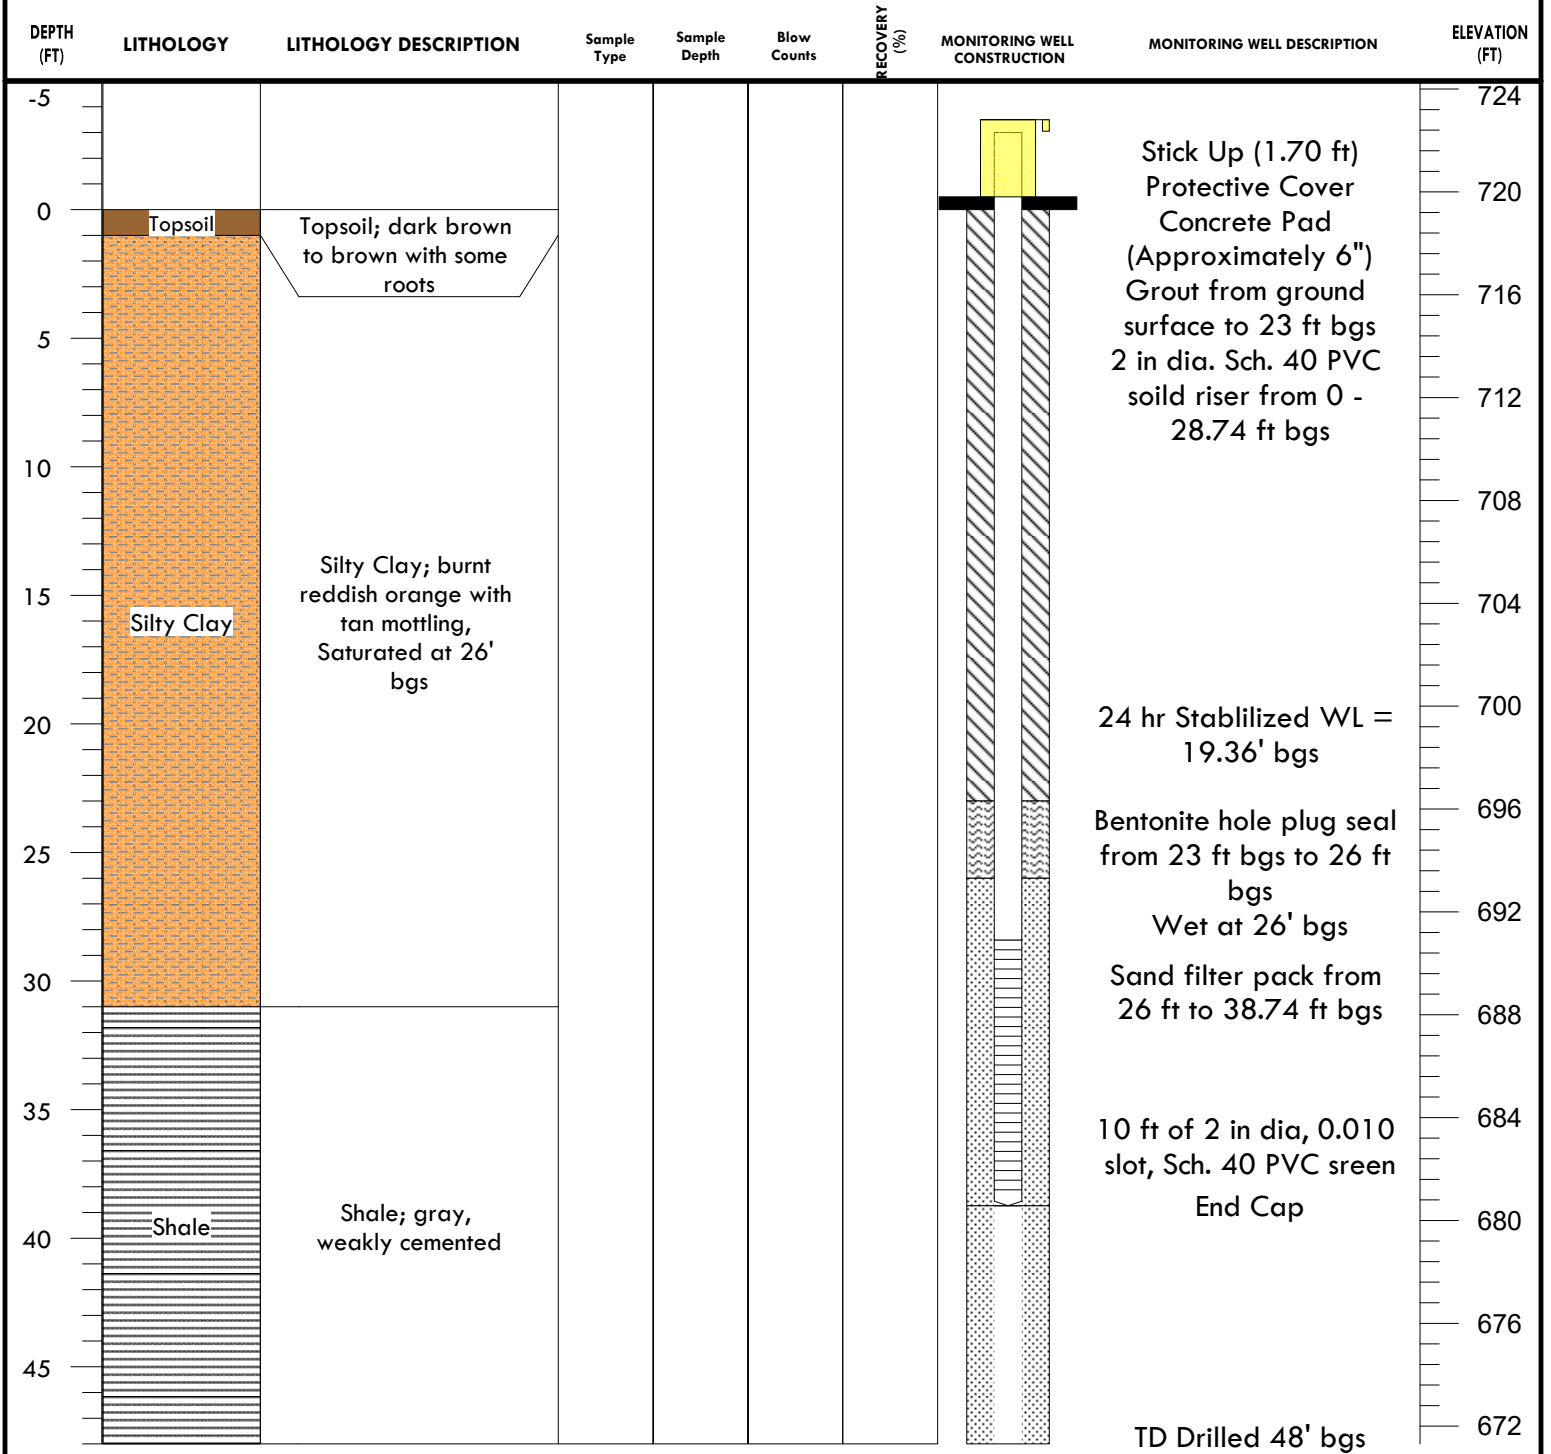 DEPTH
(FT)
LITHOLOGY
LITHOLOGY DESCRIPTION
Sample
Type
Sample
Depth
Blow
Counts
RECOVERY
(%)
MONITORING WELL
CONSTRUCTION
MONITORING WELL DESCRIPTION
ELEVATION
(FT)
-5
0
5
10
15
20
25
30
35
40
45
Topsoil
Silty Clay
Shale
Topsoil; dark brown
to brown with some
roots
Silty Clay; burnt
reddish orange with
tan mottling,
Saturated at 26'
bgs
Shale; gray,
weakly cemented
Stick Up (1.70 ft)
Protective Cover
Concrete Pad
(Approximately 6")
Grout from ground
surface to 23 ft bgs
2 in dia. Sch. 40 PVC
soild riser from 0 -
28.74 ft bgs
24 hr Stablilized WL =
19.36' bgs
Bentonite hole plug seal
from 23 ft bgs to 26 ft
bgs
Wet at 26' bgs
Sand filter pack from
26 ft to 38.74 ft bgs
10 ft of 2 in dia, 0.010
slot, Sch. 40 PVC sreen
End Cap
TD Drilled 48' bgs
724
720
716
712
708
704
700
696
692
688
684
680
676
672